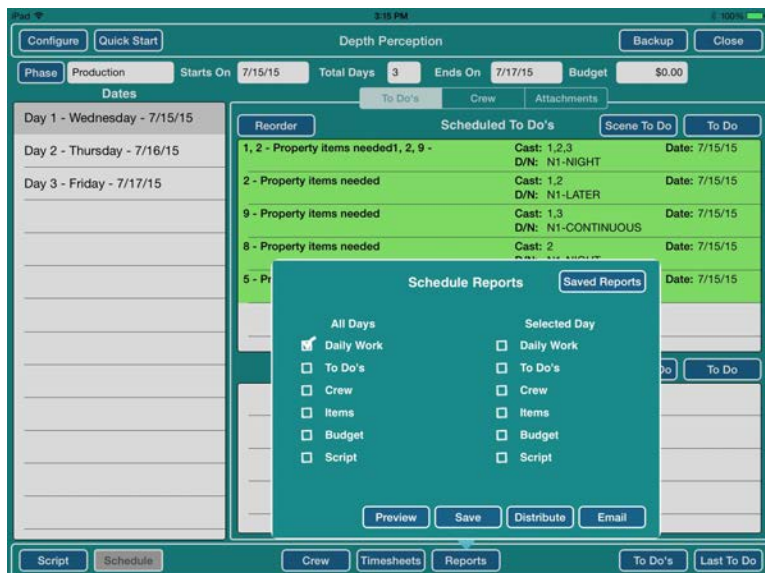 iPad 3:15 PM 100%
Configure Quick Start Depth Perception Backup Close
Phase Production Starts On 7/15/15 Total Days 3 Ends On 7/17/15 Budget $0.00
Dates
To Do's Crew Attachments
Day 1 - Wednesday - 7/15/15
Day 2 - Thursday - 7/16/15
Day 3 - Friday - 7/17/15
Reorder Scheduled To Do's Scene To Do To Do
1, 2 - Property items needed1, 2, 9 - Cast: 1,2,3 Date: 7/15/15
D/N: N1-NIGHT
2 - Property items needed Cast: 1,2 Date: 7/15/15
D/N: N1-LATER
9 - Property items needed Cast: 1,3 Date: 7/15/15
D/N: N1-CONTINUOUS
8 - Property items needed Cast: 2 Date: 7/15/15
D/N: N1-NIGHT
5 - Pr Date: 7/15/15
Do To Do
Schedule Reports Saved Reports
All Days Selected Day
Daily Work Daily Work
To Do's To Do's
Crew Crew
Items Items
Budget Budget
Script Script
Preview Save Distribute Email
Script Schedule Crew Timesheets Reports To Do's Last To Do